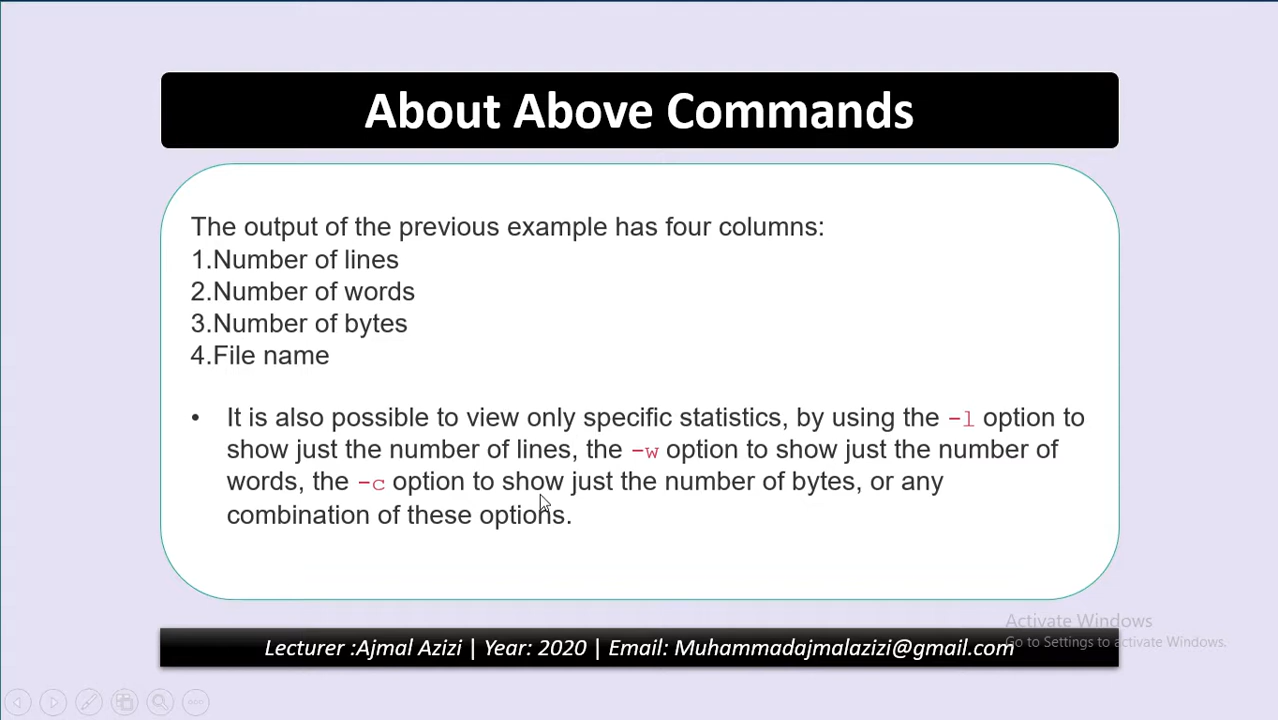 About Above Commands
The output of the previous example has four columns:
1.Number of lines
2.Number of words
3.Number of bytes
4.File name
• It is also possible to view only specific statistics, by using the -l option to
show just the number of lines, the -w option to show just the number of
words, the -c option to show just the number of bytes, or any
combination of these options.
Activate Windows
Go to Settings to activate Windows.
Lecturer :Ajmal Azizi | Year: 2020 | Email: Muhammadajmalazizi@gmail.com